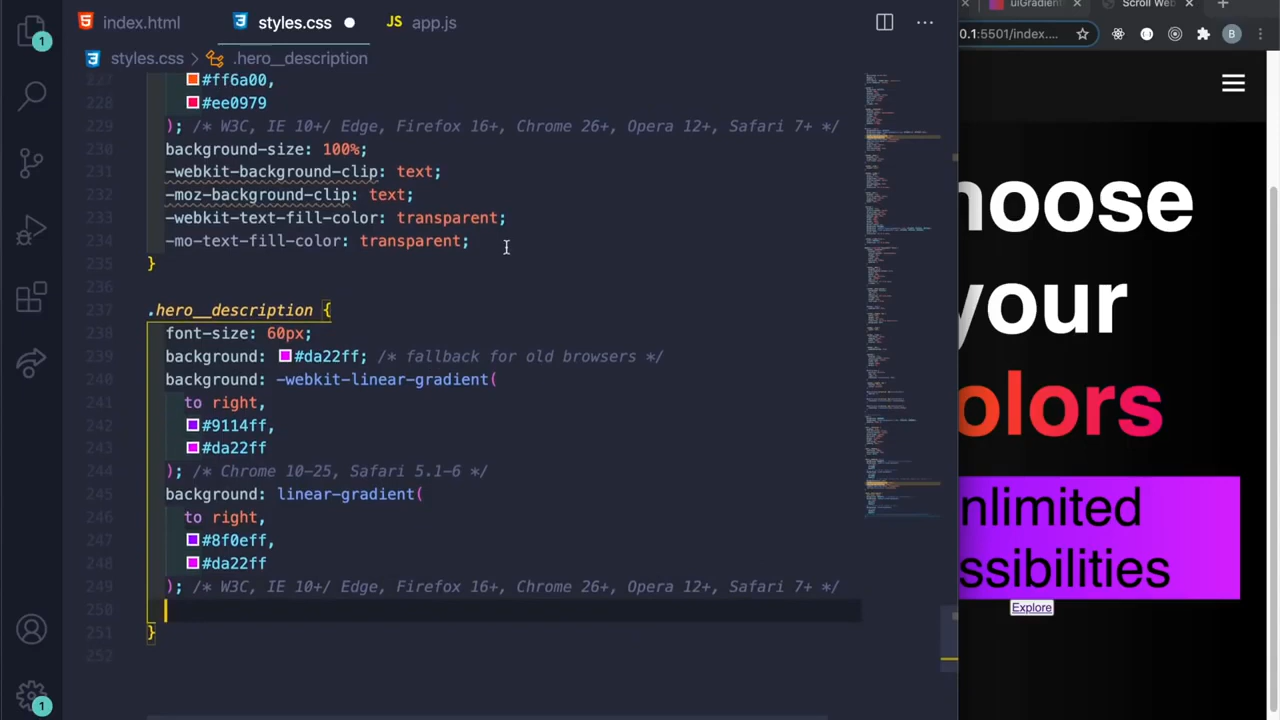 index.html
styles.css
JS app.js
uiGradient
Scroll Web
1
styles.css > .hero__description
0.1:5501/index.... B
227 #ff6a00,
228 #ee0979
229 ); /* W3C, IE 10+/ Edge, Firefox 16+, Chrome 26+, Opera 12+, Safari 7+ */
230 background-size: 100%;
231 -webkit-background-clip: text;
232 -moz-background-clip: text;
233 -webkit-text-fill-color: transparent;
234 -mo-text-fill-color: transparent;
235 }
236
237 .hero__description {
238 font-size: 60px;
239 background: #da22ff; /* fallback for old browsers */
240 background: -webkit-linear-gradient(
241 to right,
242 #9114ff,
243 #da22ff
244 ); /* Chrome 10-25, Safari 5.1-6 */
245 background: linear-gradient(
246 to right,
247 #8f0eff,
248 #da22ff
249 ); /* W3C, IE 10+/ Edge, Firefox 16+, Chrome 26+, Opera 12+, Safari 7+ */
250
251 }
252
1
hoose
your
olors
nlimited
ssibilities
Explore